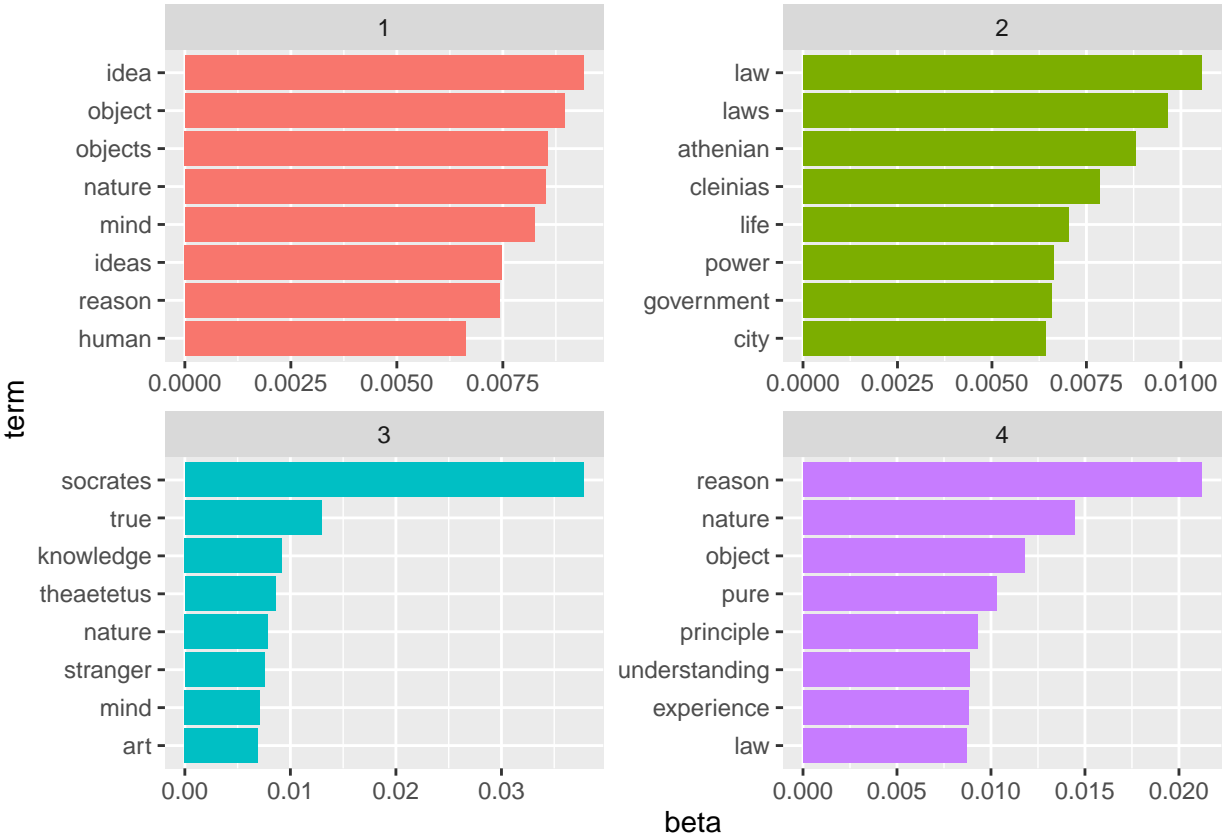 1
idea
object
objects
nature
mind
ideas
reason
human
0.0000 0.0025 0.0050 0.0075
2
law
laws
athenian
cleinias
life
power
government
city
0.0000 0.0025 0.0050 0.0075 0.0100
term
3
socrates
true
knowledge
theaetetus
nature
stranger
mind
art
0.00 0.01 0.02 0.03
4
reason
nature
object
pure
principle
understanding
experience
law
0.000 0.005 0.010 0.015 0.020
beta